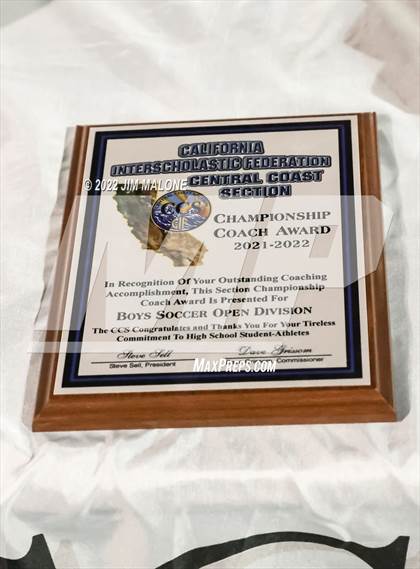 CALIFORNIA
INTERSCHOLASTIC FEDERATION
CENTRAL COAST
SECTION
© 2022 JIM MALONE
CIF
CHAMPIONSHIP
COACH AWARD
2021-2022
In Recognition Of Your Outstanding Coaching
Accomplishment, This Section Championship
Coach Award Is Presented For
BOYS SOCCER OPEN DIVISION
The CCS Congratulates and Thanks You For Your Tireless
Commitment To High School Student-Athletes
Steve Sell Dave Grissom
Steve Sell, President Commissioner
MAXPREPS.COM